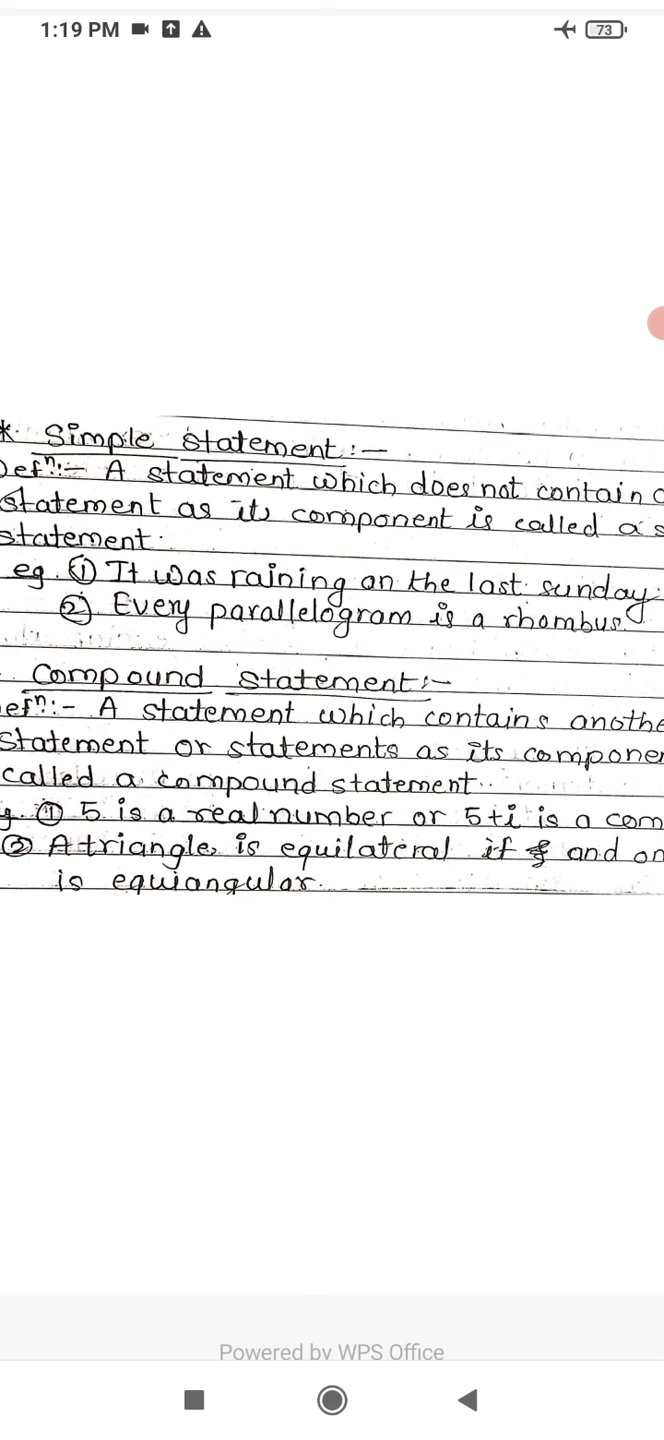 1:19 PM
73
*. Simple statement :-
Defn:- A statement which does not contain
statement as its component is called a s
statement.
eg. ① It was raining on the last sunday.
② Every parallelogram is a rhombus.
Compound statement :-
efn:- A statement which contains anothe
statement or statements as its componen
called a compound statement.
g. ① 5 is a real number or 5+i is a com
② A triangle is equilateral if and on
is equiangular.
Powered by WPS Office